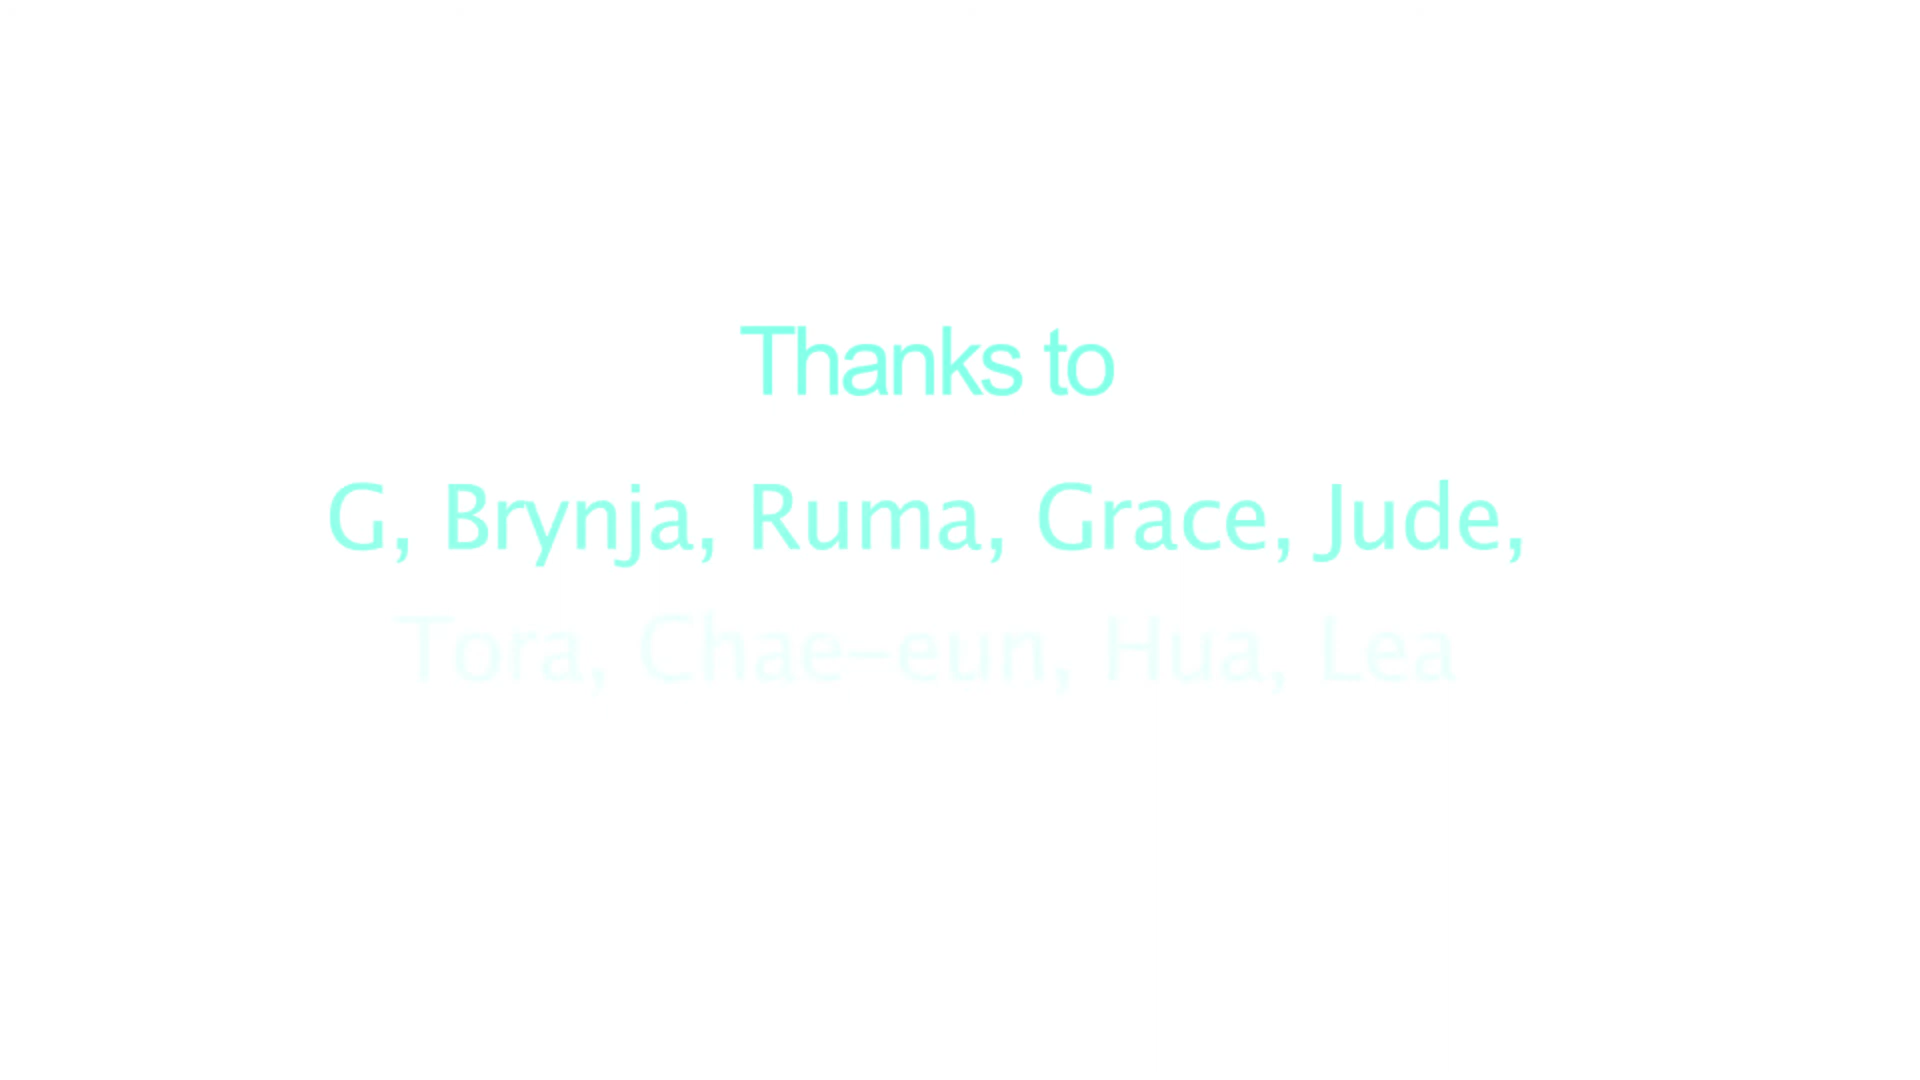 Thanks to
G, Brynja, Ruma, Grace, Jude,
Tora, Chae-eun, Hua, Lea